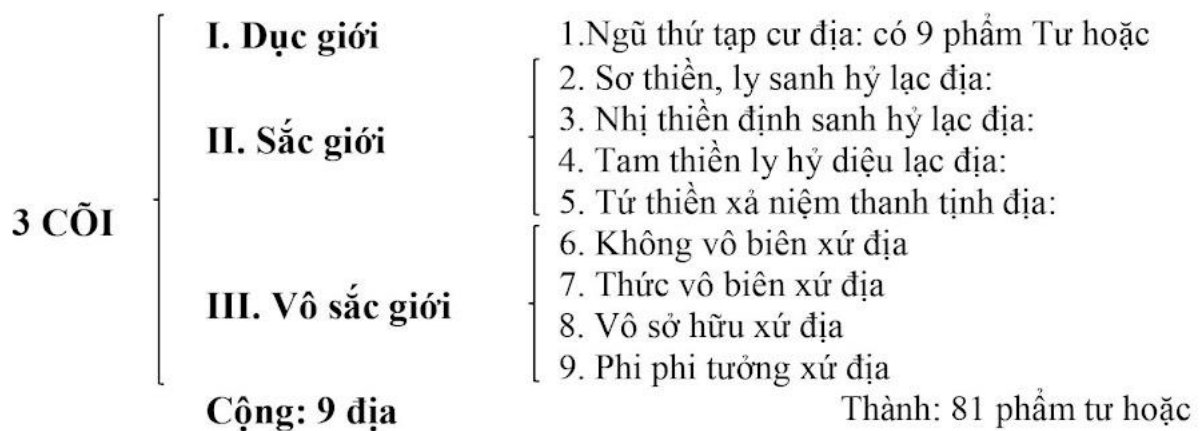 3 CÕI
I. Dục giới
1.Ngũ thứ tạp cư địa: có 9 phẩm Tư hoặc
II. Sắc giới
2. Sơ thiền, ly sanh hỷ lạc địa:
3. Nhị thiền định sanh hỷ lạc địa:
4. Tam thiền ly hỷ diệu lạc địa:
5. Tứ thiền xả niệm thanh tịnh địa:
III. Vô sắc giới
6. Không vô biên xứ địa
7. Thức vô biên xứ địa
8. Vô sở hữu xứ địa
9. Phi phi tưởng xứ địa
Cộng: 9 địa
Thành: 81 phẩm tư hoặc